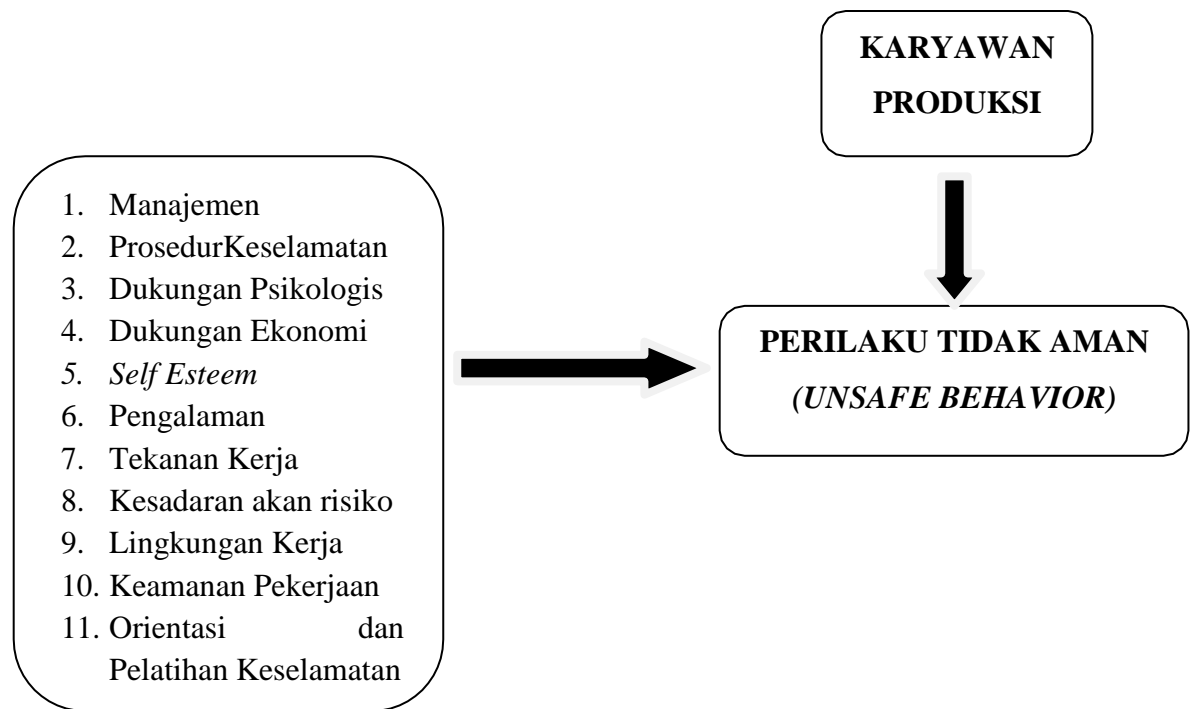 KARYAWAN
PRODUKSI
1. Manajemen
2. ProsedurKeselamatan
3. Dukungan Psikologis
4. Dukungan Ekonomi
5. Self Esteem
6. Pengalaman
7. Tekanan Kerja
8. Kesadaran akan risiko
9. Lingkungan Kerja
10. Keamanan Pekerjaan
11. Orientasi dan
Pelatihan Keselamatan
PERILAKU TIDAK AMAN
(UNSAFE BEHAVIOR)